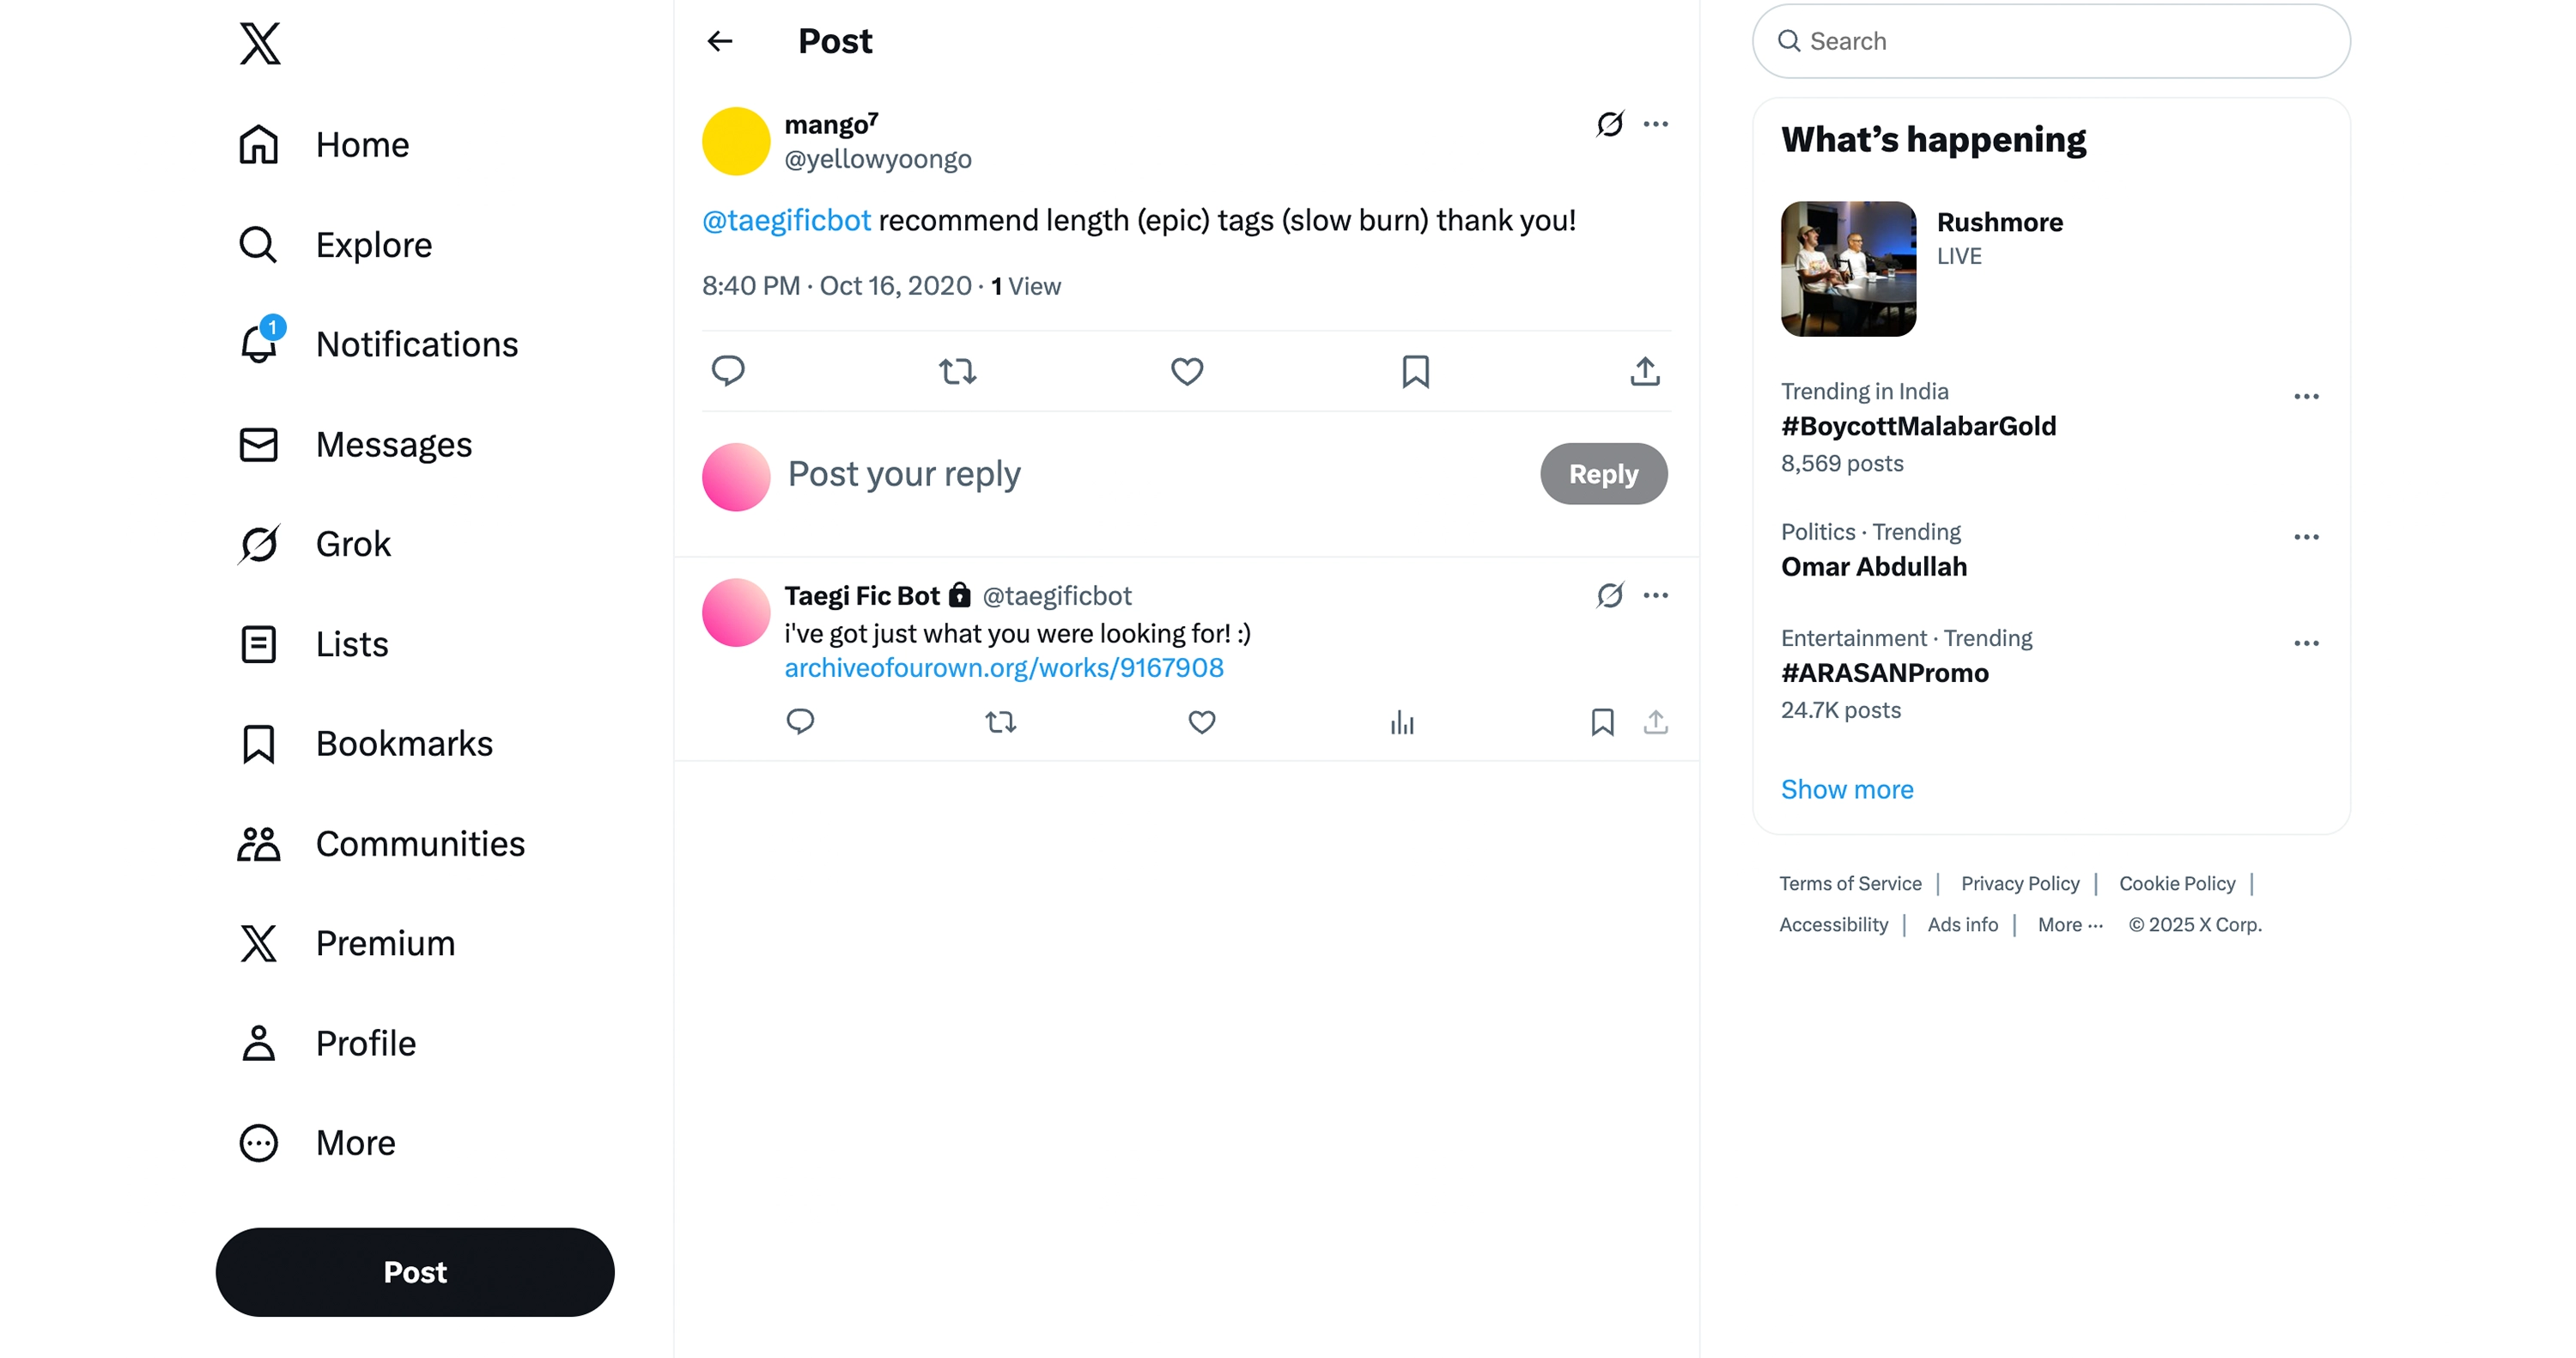 Home
Explore
1
Notifications
Messages
Grok
Lists
Bookmarks
Communities
Premium
Profile
More
Post
Post
mango⁷
@yellowyoongo
@taegificbot recommend length (epic) tags (slow burn) thank you!
8:40 PM · Oct 16, 2020 · 1 View
Post your reply
Reply
Taegi Fic Bot @taegificbot
i've got just what you were looking for! :)
archiveofourown.org/works/9167908
Search
What’s happening
Rushmore
LIVE
Trending in India
#BoycottMalabarGold
8,569 posts
Politics · Trending
Omar Abdullah
Entertainment · Trending
#ARASANPromo
24.7K posts
Show more
Terms of Service | Privacy Policy | Cookie Policy |
Accessibility | Ads info | More ··· © 2025 X Corp.